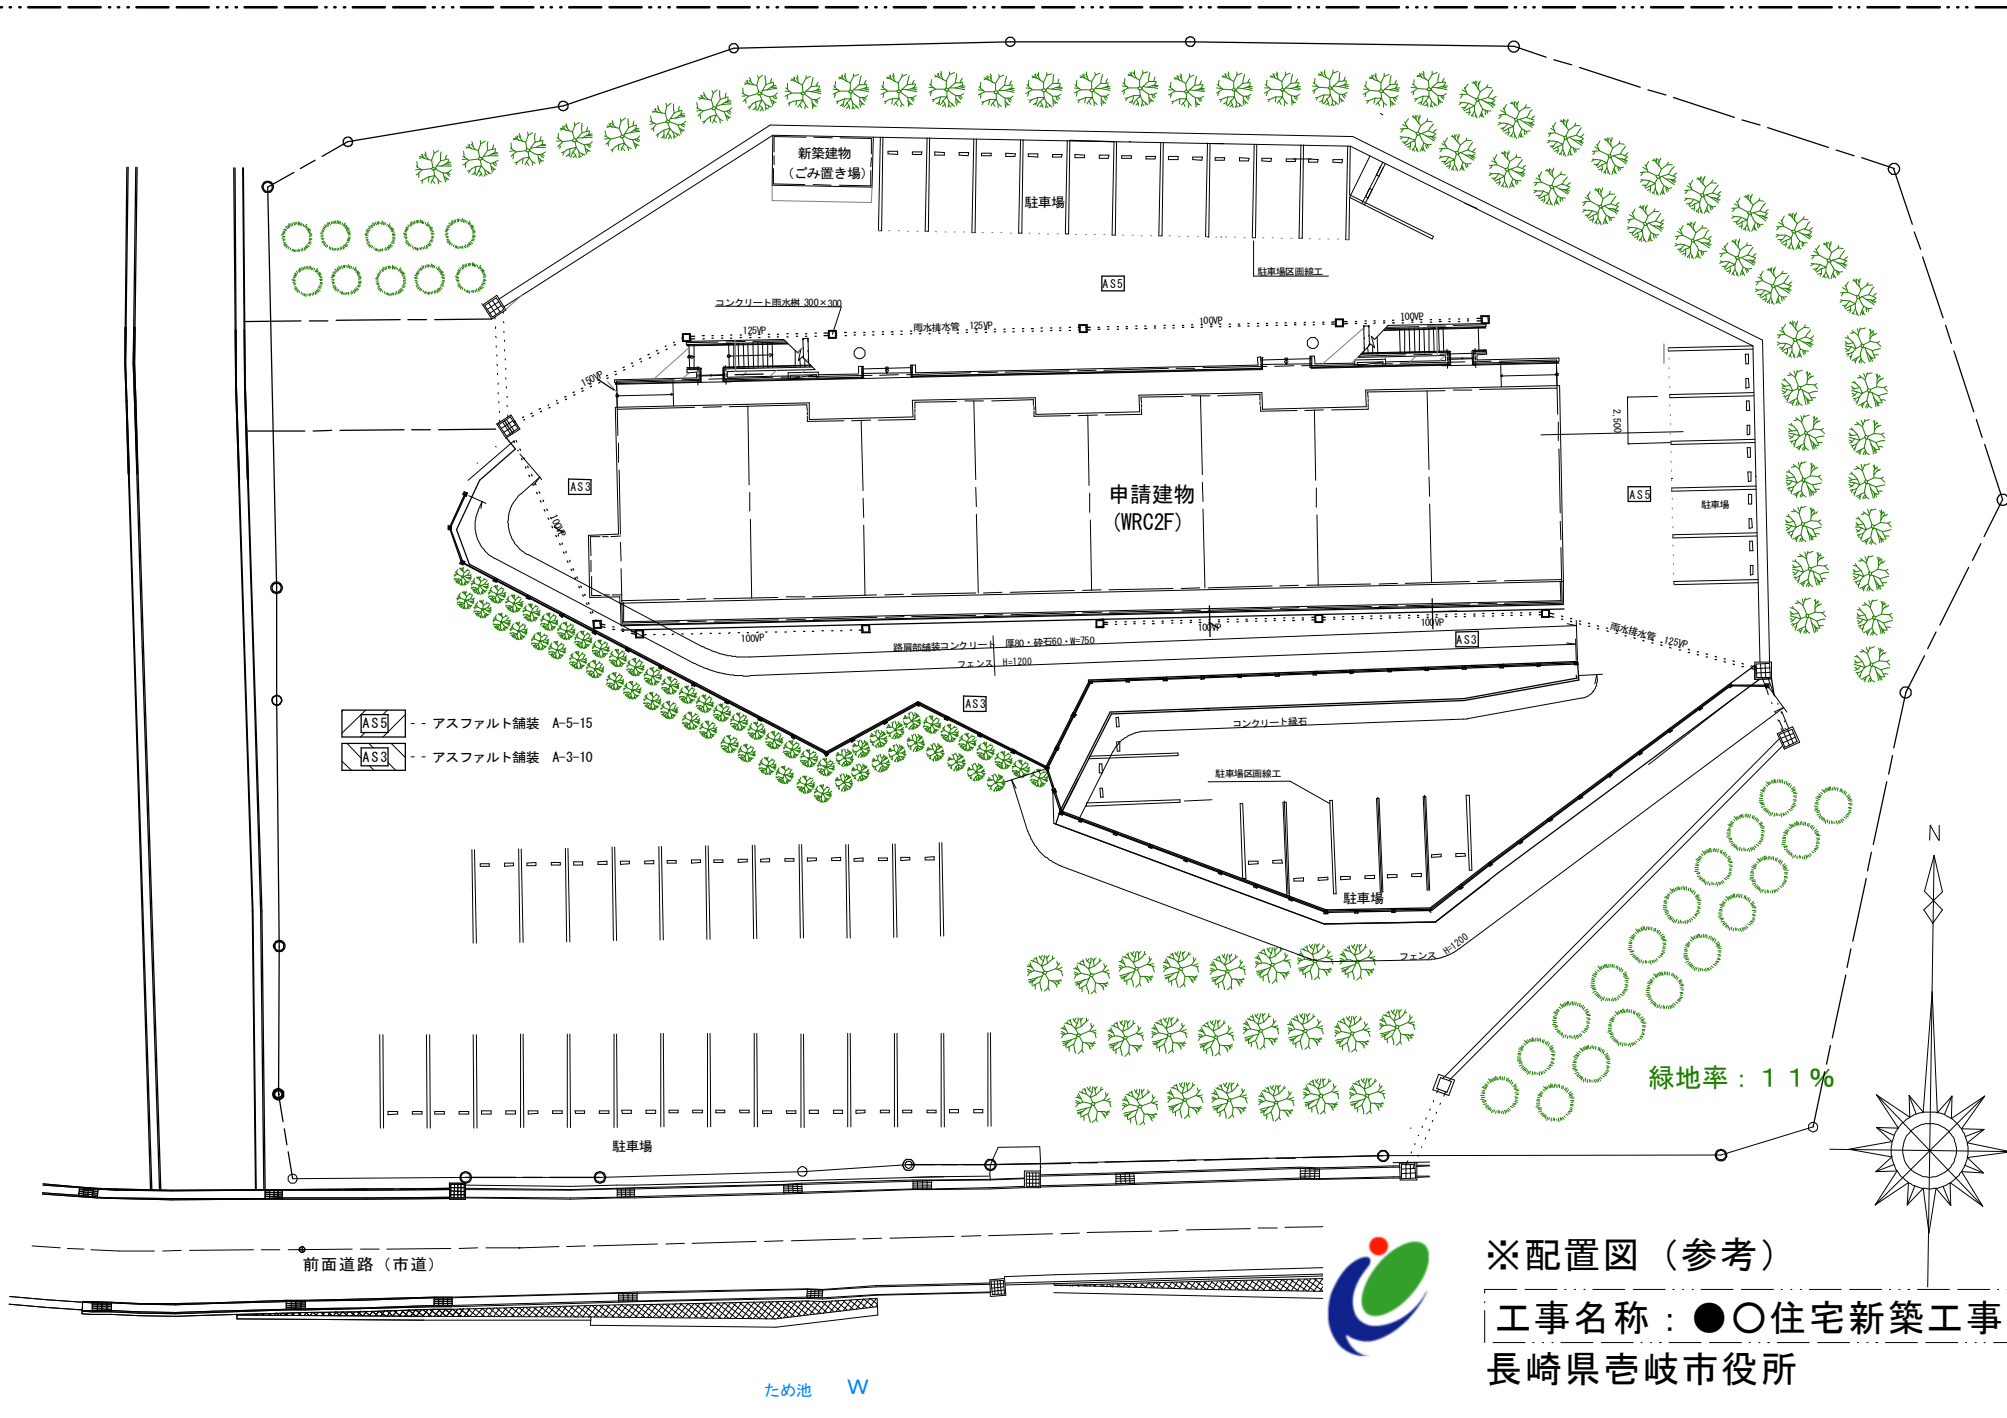 新築建物
(ごみ置き場)
駐車場
駐車場区画線工
AS5
コンクリート雨水桝 300×300
125VP
雨水排水管 125VP
100VP
100VP
150VP
2,500
AS3
申請建物
(WRC2F)
AS5
駐車場
100VP
100VP
100VP
100VP
雨水排水管 125VP
路肩部舗装コンクリート 厚80・砕石60・W=750
AS3
フェンス H=1200
AS3
AS5 -- アスファルト舗装 A-5-15
AS3 -- アスファルト舗装 A-3-10
コンクリート縁石
駐車場区画線工
駐車場
フェンス H=1200
N
緑地率:11%
駐車場
前面道路(市道)
※配置図(参考)
工事名称:●〇住宅新築工事
長崎県壱岐市役所
ため池 W